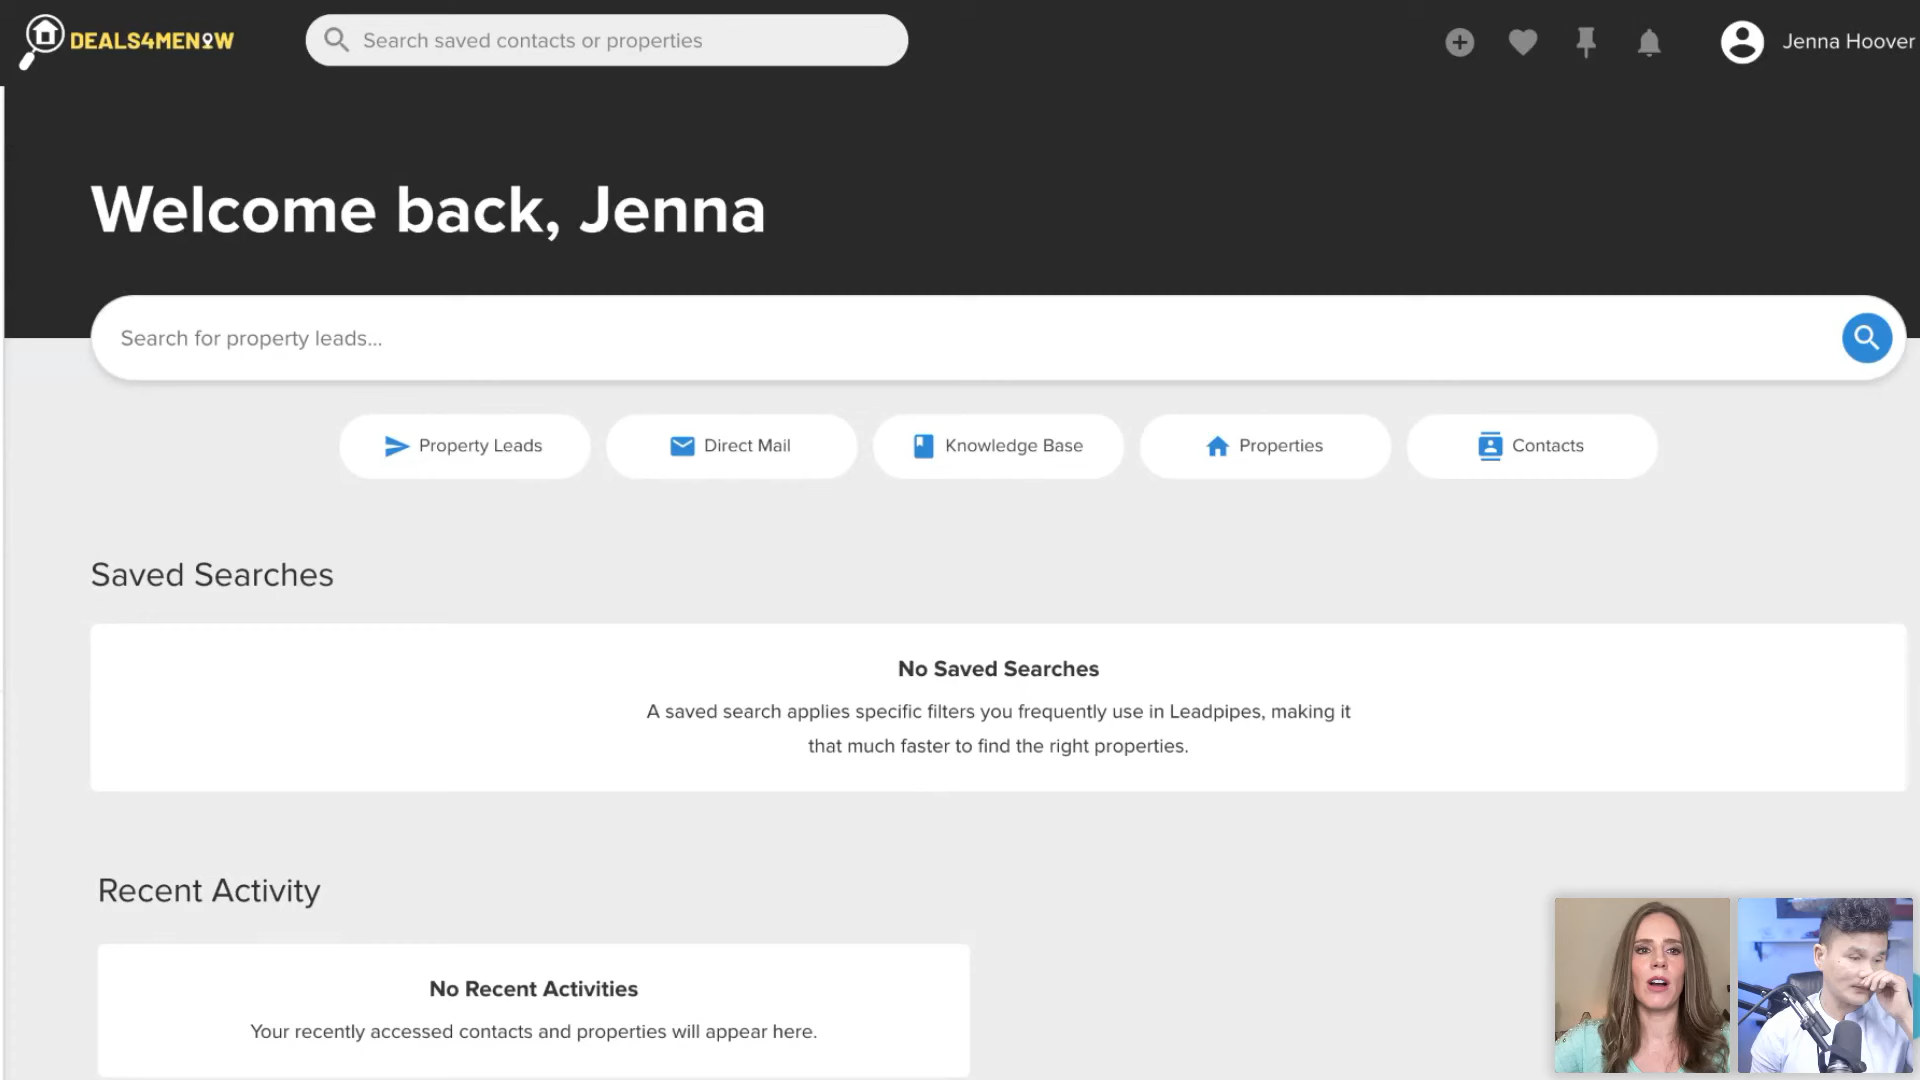 DEALS4MENOW
Search saved contacts or properties
Jenna Hoover
Welcome back, Jenna
Search for property leads...
Property Leads
Direct Mail
Knowledge Base
Properties
Contacts
Saved Searches
No Saved Searches
A saved search applies specific filters you frequently use in Leadpipes, making it
that much faster to find the right properties.
Recent Activity
No Recent Activities
Your recently accessed contacts and properties will appear here.